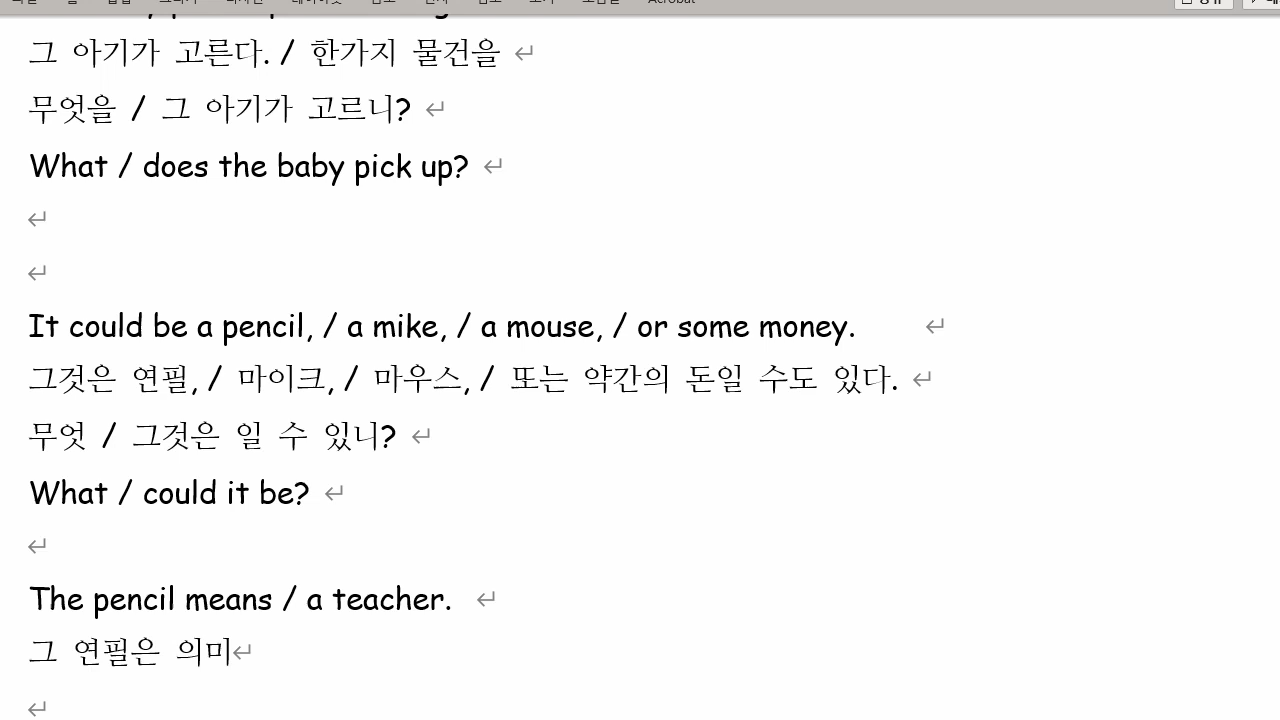 그 아기가 고른다. / 한가지 물건을 ↵
무엇을 / 그 아기가 고르니? ↵
What / does the baby pick up? ↵
↵
↵
It could be a pencil, / a mike, / a mouse, / or some money. ↵
그것은 연필, / 마이크, / 마우스, / 또는 약간의 돈일 수도 있다. ↵
무엇 / 그것은 일 수 있니? ↵
What / could it be? ↵
↵
The pencil means / a teacher. ↵
그 연필은 의미↵
↵